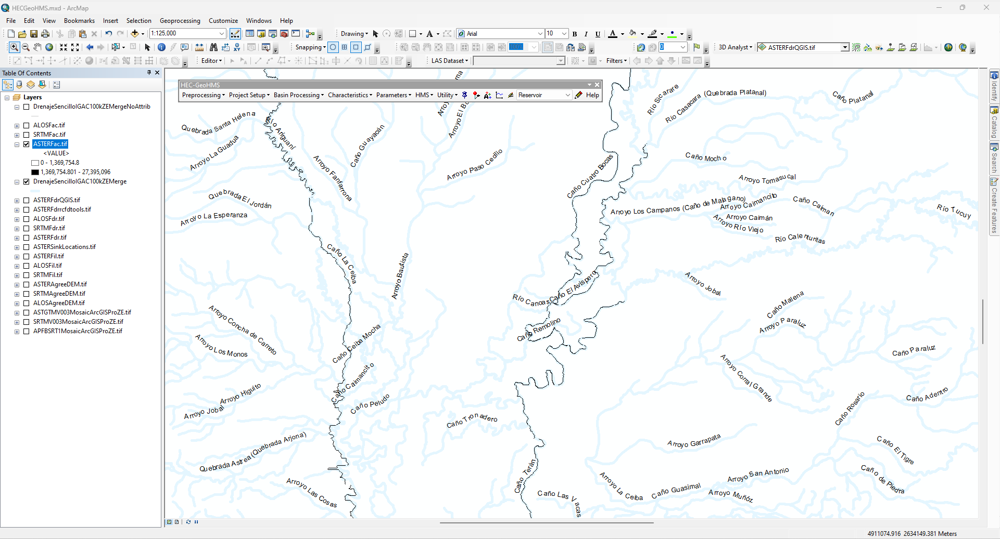 HECGeoHMS.mxd - ArcMap
File Edit View Bookmarks Insert Selection Geoprocessing Customize Windows Help
1:125,000 Drawing Arial 10 B I U A
Snapping 100% 0 3D Analyst ASTERFdrQGIS.tif
Editor LAS Dataset Filters
Table Of Contents
Layers
DrenajeSencilloIGAC100kZEMergeNoAttrib
ALOSFac.tif
SRTMFac.tif
ASTERFac.tif
<VALUE>
0 - 1,369,754.8
1,369,754.801 - 27,395,096
DrenajeSencilloIGAC100kZEMerge
ASTERFdrQGIS.tif
ASTERFdrrcfdtools.tif
ALOSFdr.tif
SRTMFdr.tif
ASTERFdr.tif
ASTERSinkLocations.tif
ASTERFil.tif
ALOSFil.tif
SRTMFil.tif
ASTERAgreeDEM.tif
SRTMAgreeDEM.tif
ALOSAgreeDEM.tif
ASTGTMV003MosaicArcGISProZE.tif
SRTMV003MosaicArcGISProZE.tif
APFBSRT1MosaicArcGISProZE.tif
HEC-GeoHMS
Preprocessing Project Setup Basin Processing Characteristics Parameters HMS Utility Reservoir Help
Quebrada Santa Helena
Río Ariguaní
Arroyo La Guadua
Caño Guayacán
Arroyo Fanfarrona
Arroyo El Bo
Arroyo
ma
Arroyo Paso Cedilio
Quebrada El Jordán
Arroyo La Esperanza
Río Sicarare
Río Casacara (Quebrada Platanal)
Caño Platanal
Caño Mocho
Caño Cuatro Bocas
Arroyo Tomasucal
Arroyo Los Campanos (Caño de Malagano)
Arroyo Caimancito
Caño Caiman
Arroyo Caimán
Arroyo Río Viejo
Río Tucuy
Río Calenturitas
Caño La Ceiba
Arroyo Bautista
Caño El Avispero
Río Canoas
Arroyo Jobal
Caño Malena
Arroyo Paraluz
Caño Remolino
Arroyo Concha de Carreto
Caño Ceiba Mocha
Arroyo Los Monos
Caño Paraluz
Caño Caimancito
Arroyo Corral Grande
Arroyo Higuito
Caño Peludo
Arroyo Jobal
Caño Adentro
Caño Rosario
Caño Tronadero
Quebrada Astrea (Quebrada Arjona)
Arroyo Garrapata
Caño El Tigre
Caño Terán
Arroyo San Antonio
Caño de Piedra
Arroyo Las Cosas
Arroyo La Ceiba
Caño Guasimal
Arroyo Muñóz
Caño Las Vacas
Identify
Catalog
Search
Create Features
4911074.916 2634149.381 Meters